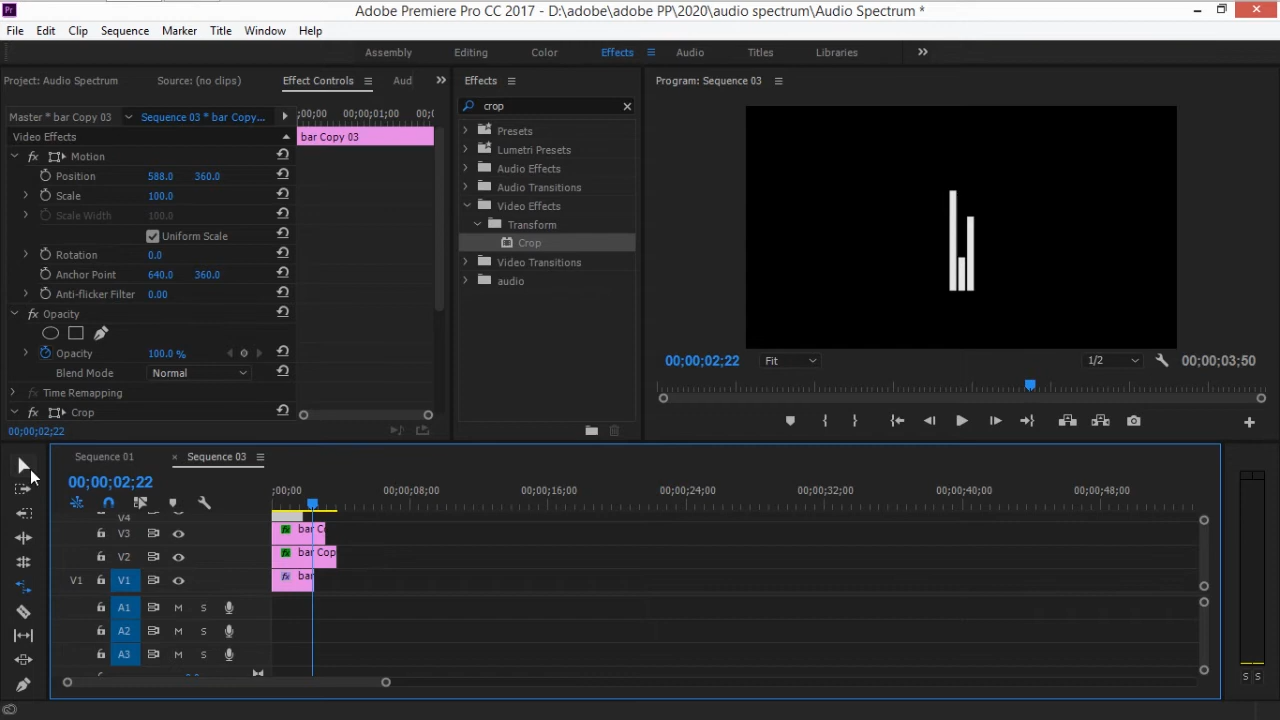 Pr Adobe Premiere Pro CC 2017 - D:\adobe\adobe PP\2020\audio spectrum\Audio Spectrum *
File Edit Clip Sequence Marker Title Window Help
Assembly Editing Color Effects Audio Titles Libraries
Project: Audio Spectrum Source: (no clips) Effect Controls Aud
Effects
Program: Sequence 03
Master * bar Copy 03 Sequence 03 * bar Copy...
;00;00 00;00;01;00 00;(
Video Effects
bar Copy 03
Motion
Position 588.0 360.0
Scale 100.0
Scale Width 100.0
Uniform Scale
Rotation 0.0
Anchor Point 640.0 360.0
Anti-flicker Filter 0.00
Opacity
Opacity 100.0 %
Blend Mode Normal
Time Remapping
Crop
00;00;02;22
crop
Presets
Lumetri Presets
Audio Effects
Audio Transitions
Video Effects
Transform
Crop
Video Transitions
audio
00;00;02;22 Fit 1/2 00;00;03;50
Sequence 01 × Sequence 03
00;00;02;22
;00;00 00;00;08;00 00;00;16;00 00;00;24;00 00;00;32;00 00;00;40;00 00;00;48;00
V4
V3 fx bar C
V2 fx bar Cop
V1 V1 fx bar
A1 M S
A2 M S
A3 M S
S S